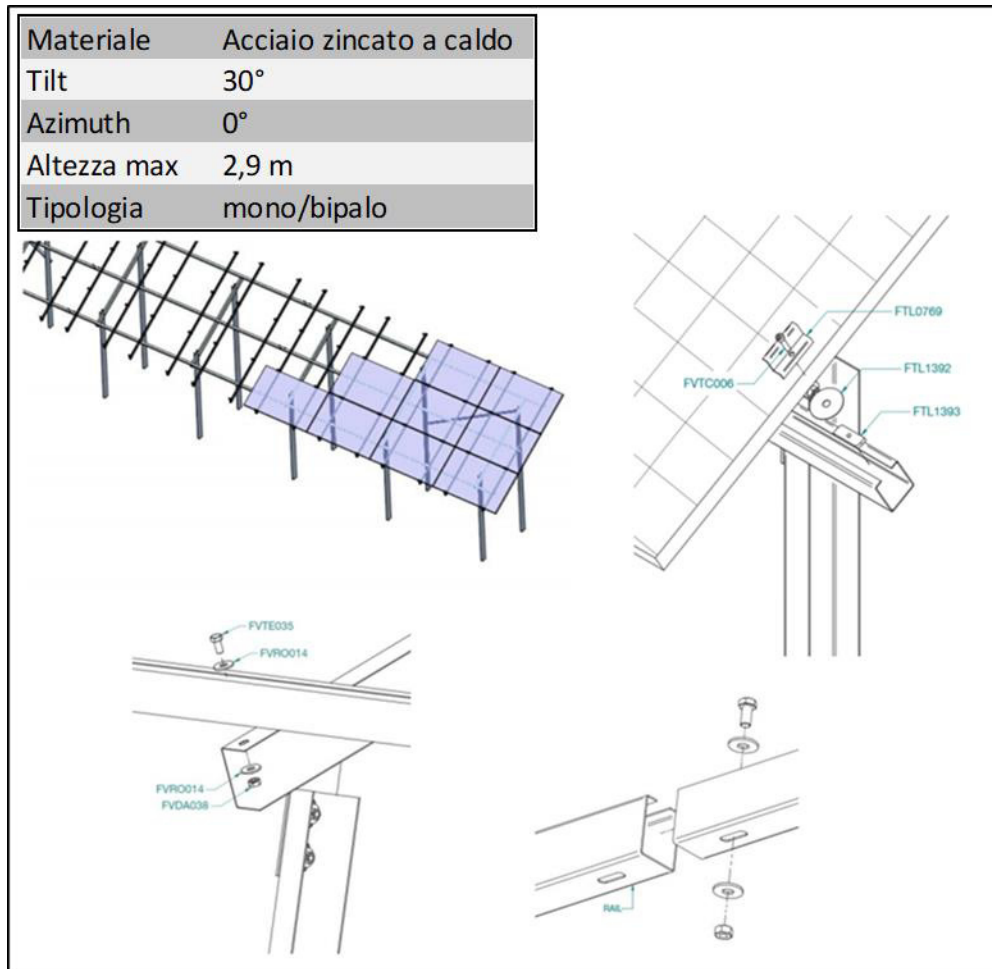 Materiale Acciaio zincato a caldo
Tilt 30°
Azimuth 0°
Altezza max 2,9 m
Tipologia mono/bipalo
FTL0769
FVTC006
FTL1392
FTL1393
FVTE035
FVRO014
FVRO014
FVDA038
RAIL